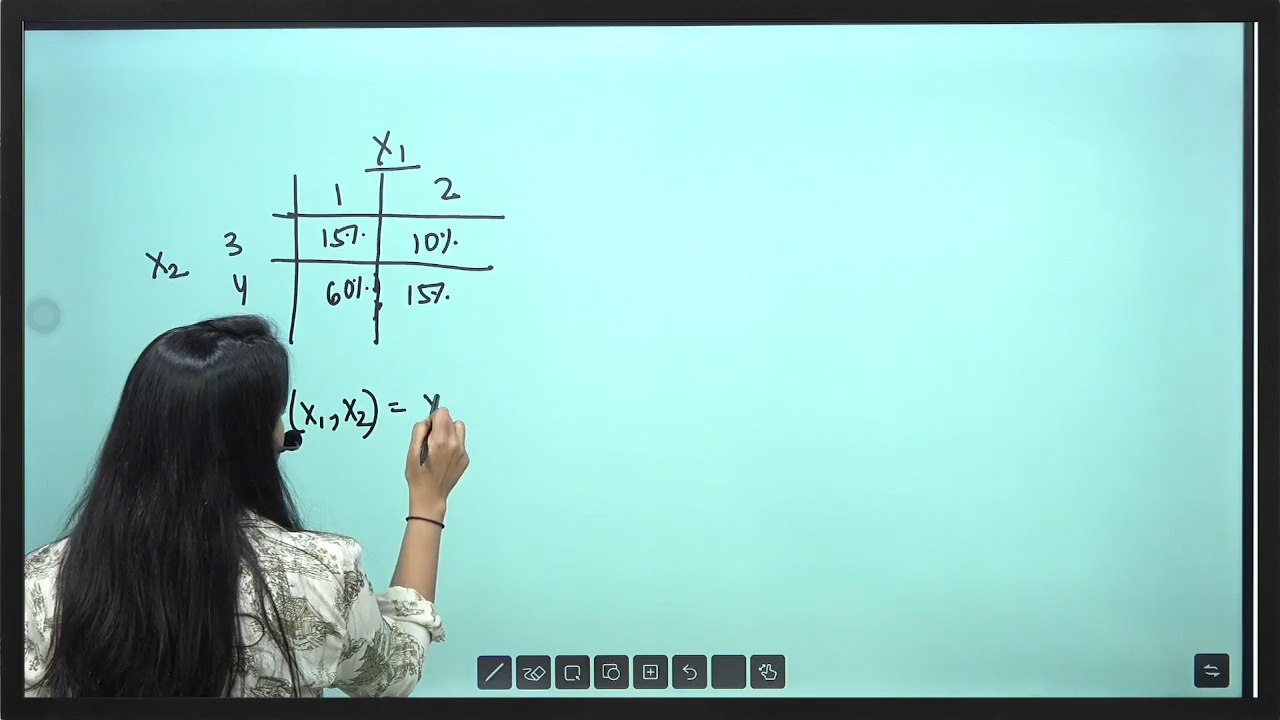 X1
1 2
3 15% 10%
X2
4 60% 15%
(X1, X2) = X